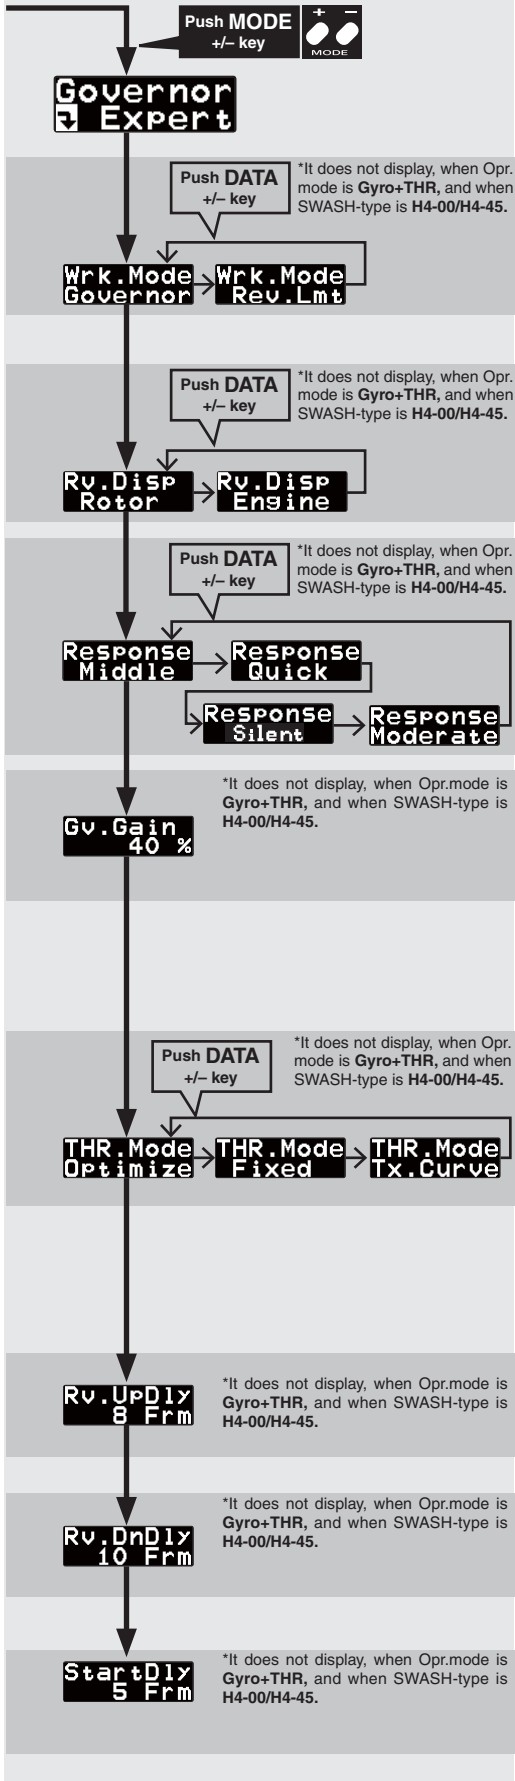 Push MODE
+/– key
+ –
MODE
Governor
Expert
Push DATA
+/– key
*It does not display, when Opr.
mode is Gyro+THR, and when
SWASH-type is H4-00/H4-45.
Wrk.Mode
Governor
Wrk.Mode
Rev.Lmt
Push DATA
+/– key
*It does not display, when Opr.
mode is Gyro+THR, and when
SWASH-type is H4-00/H4-45.
Rv.Disp
Rotor
Rv.Disp
Engine
Push DATA
+/– key
*It does not display, when Opr.
mode is Gyro+THR, and when
SWASH-type is H4-00/H4-45.
Response
Middle
Response
Quick
Response
Silent
Response
Moderate
*It does not display, when Opr.mode is
Gyro+THR, and when SWASH-type is
H4-00/H4-45.
Gv.Gain
40 %
Push DATA
+/– key
*It does not display, when Opr.
mode is Gyro+THR, and when
SWASH-type is H4-00/H4-45.
THR.Mode
Optimize
THR.Mode
Fixed
THR.Mode
Tx.Curve
Rv.UpDly
8 Frm
*It does not display, when Opr.mode is
Gyro+THR, and when SWASH-type is
H4-00/H4-45.
Rv.DnDly
10 Frm
*It does not display, when Opr.mode is
Gyro+THR, and when SWASH-type is
H4-00/H4-45.
StartDly
5 Frm
*It does not display, when Opr.mode is
Gyro+THR, and when SWASH-type is
H4-00/H4-45.